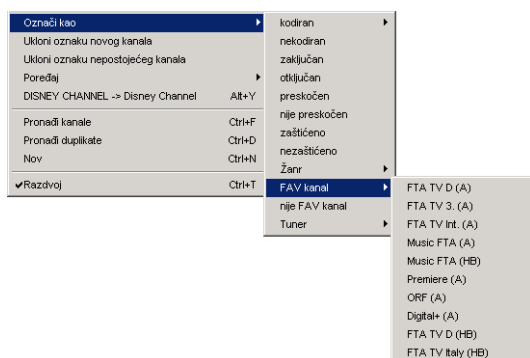 Označi kao
Ukloni oznaku novog kanala
Ukloni oznaku nepostojećeg kanala
Poređaj
DISNEY CHANNEL -> Disney Channel Alt+Y
Pronađi kanale Ctrl+F
Pronađi duplikate Ctrl+D
Nov Ctrl+N
Razdvoj Ctrl+T
kodiran
nekodiran
zaključan
otključan
preskočen
nije preskočen
zaštićeno
nezaštićeno
Žanr
FAV kanal
nije FAV kanal
Tuner
FTA TV D (A)
FTA TV 3. (A)
FTA TV Int. (A)
Music FTA (A)
Music FTA (HB)
Premiere (A)
ORF (A)
Digital+ (A)
FTA TV D (HB)
FTA TV Italy (HB)